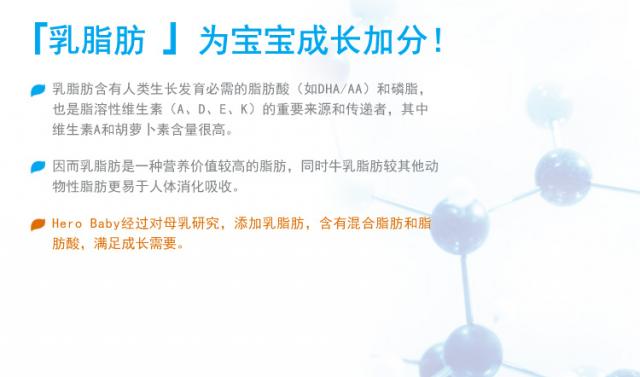 「乳脂肪 」 为宝宝成长加分！
乳脂肪含有人类生长发育必需的脂肪酸（如DHA/AA）和磷脂，
也是脂溶性维生素（A、D、E、K）的重要来源和传递者，其中
维生素A和胡萝卜素含量很高。
因而乳脂肪是一种营养价值较高的脂肪，同时牛乳脂肪较其他动
物性脂肪更易于人体消化吸收。
Hero Baby经过对母乳研究，添加乳脂肪，含有混合脂肪和脂
肪酸，满足成长需要。